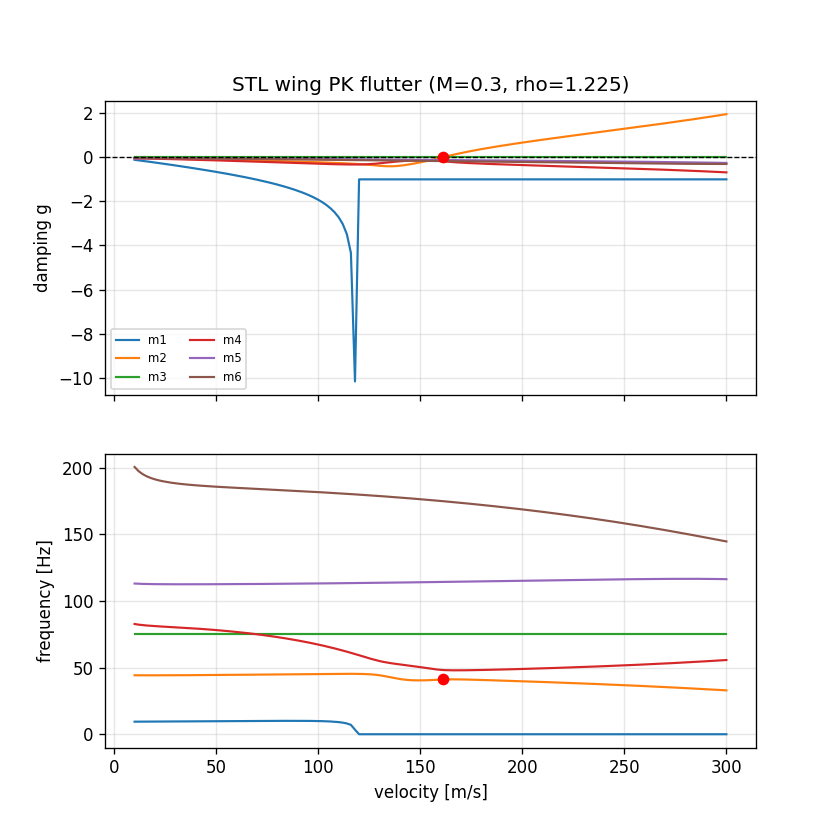 STL wing PK flutter (M=0.3, rho=1.225)
2
0
−2
−4
−6
−8
−10
damping g
m1 m4
m2 m5
m3 m6
200
150
100
50
0
frequency [Hz]
0 50 100 150 200 250 300
velocity [m/s]